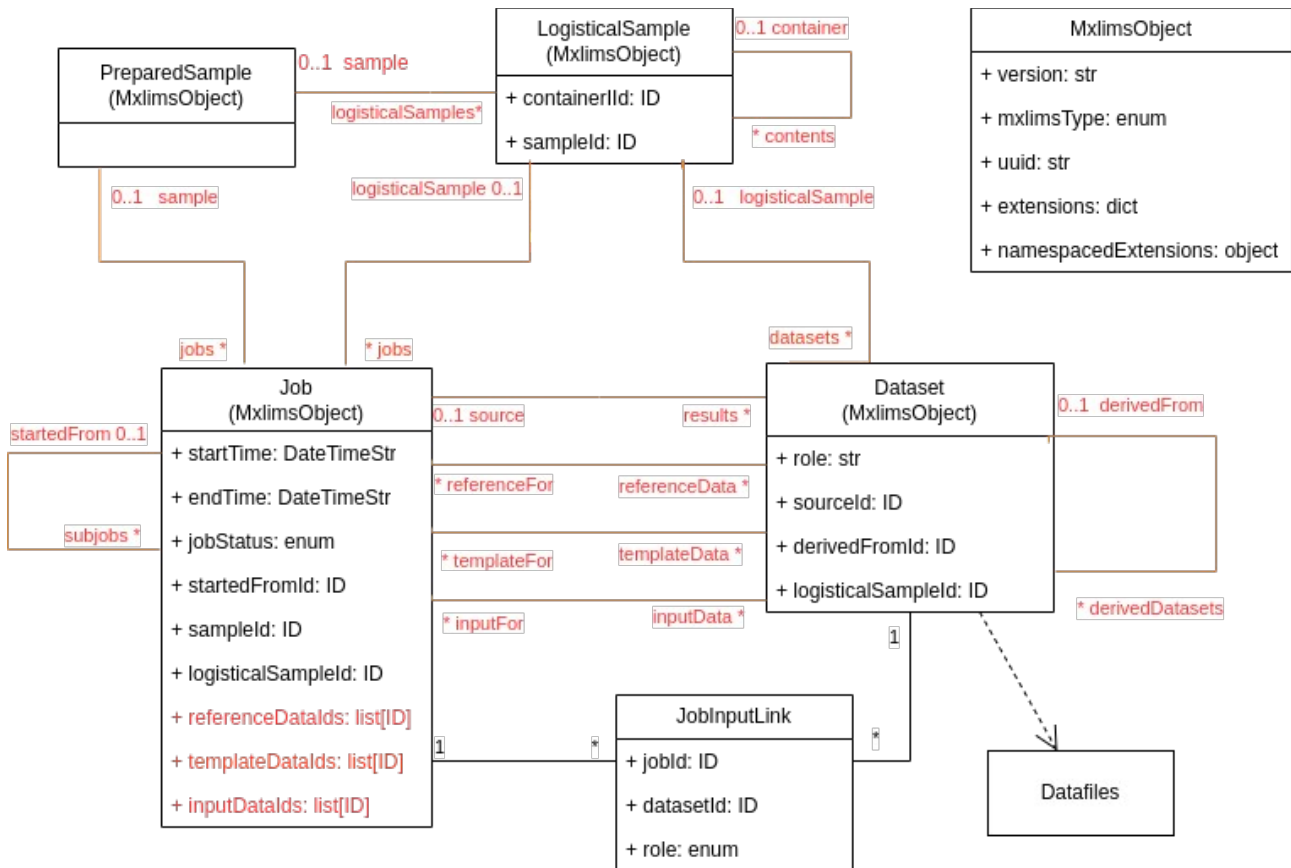 PreparedSample
(MxlimsObject)
0..1 sample
logisticalSamples*
LogisticalSample
(MxlimsObject)
+ containerIId: ID
+ sampleId: ID
0..1 container
* contents
MxlimsObject
+ version: str
+ mxlimsType: enum
+ uuid: str
+ extensions: dict
+ namespacedExtensions: object
0..1 sample
logisticalSample 0..1
0..1 logisticalSample
jobs *
* jobs
datasets *
Job
(MxlimsObject)
+ startTime: DateTimeStr
+ endTime: DateTimeStr
+ jobStatus: enum
+ startedFromId: ID
+ sampleId: ID
+ logisticalSampleId: ID
+ referenceDataIds: list[ID]
+ templateDataIds: list[ID]
+ inputDataIds: list[ID]
startedFrom 0..1
subjobs *
0..1 source
results *
* referenceFor
referenceData *
* templateFor
templateData *
* inputFor
inputData *
Dataset
(MxlimsObject)
+ role: str
+ sourceId: ID
+ derivedFromId: ID
+ logisticalSampleId: ID
0..1 derivedFrom
* derivedDatasets
1
*
JobInputLink
+ jobId: ID
+ datasetId: ID
+ role: enum
*
1
Datafiles